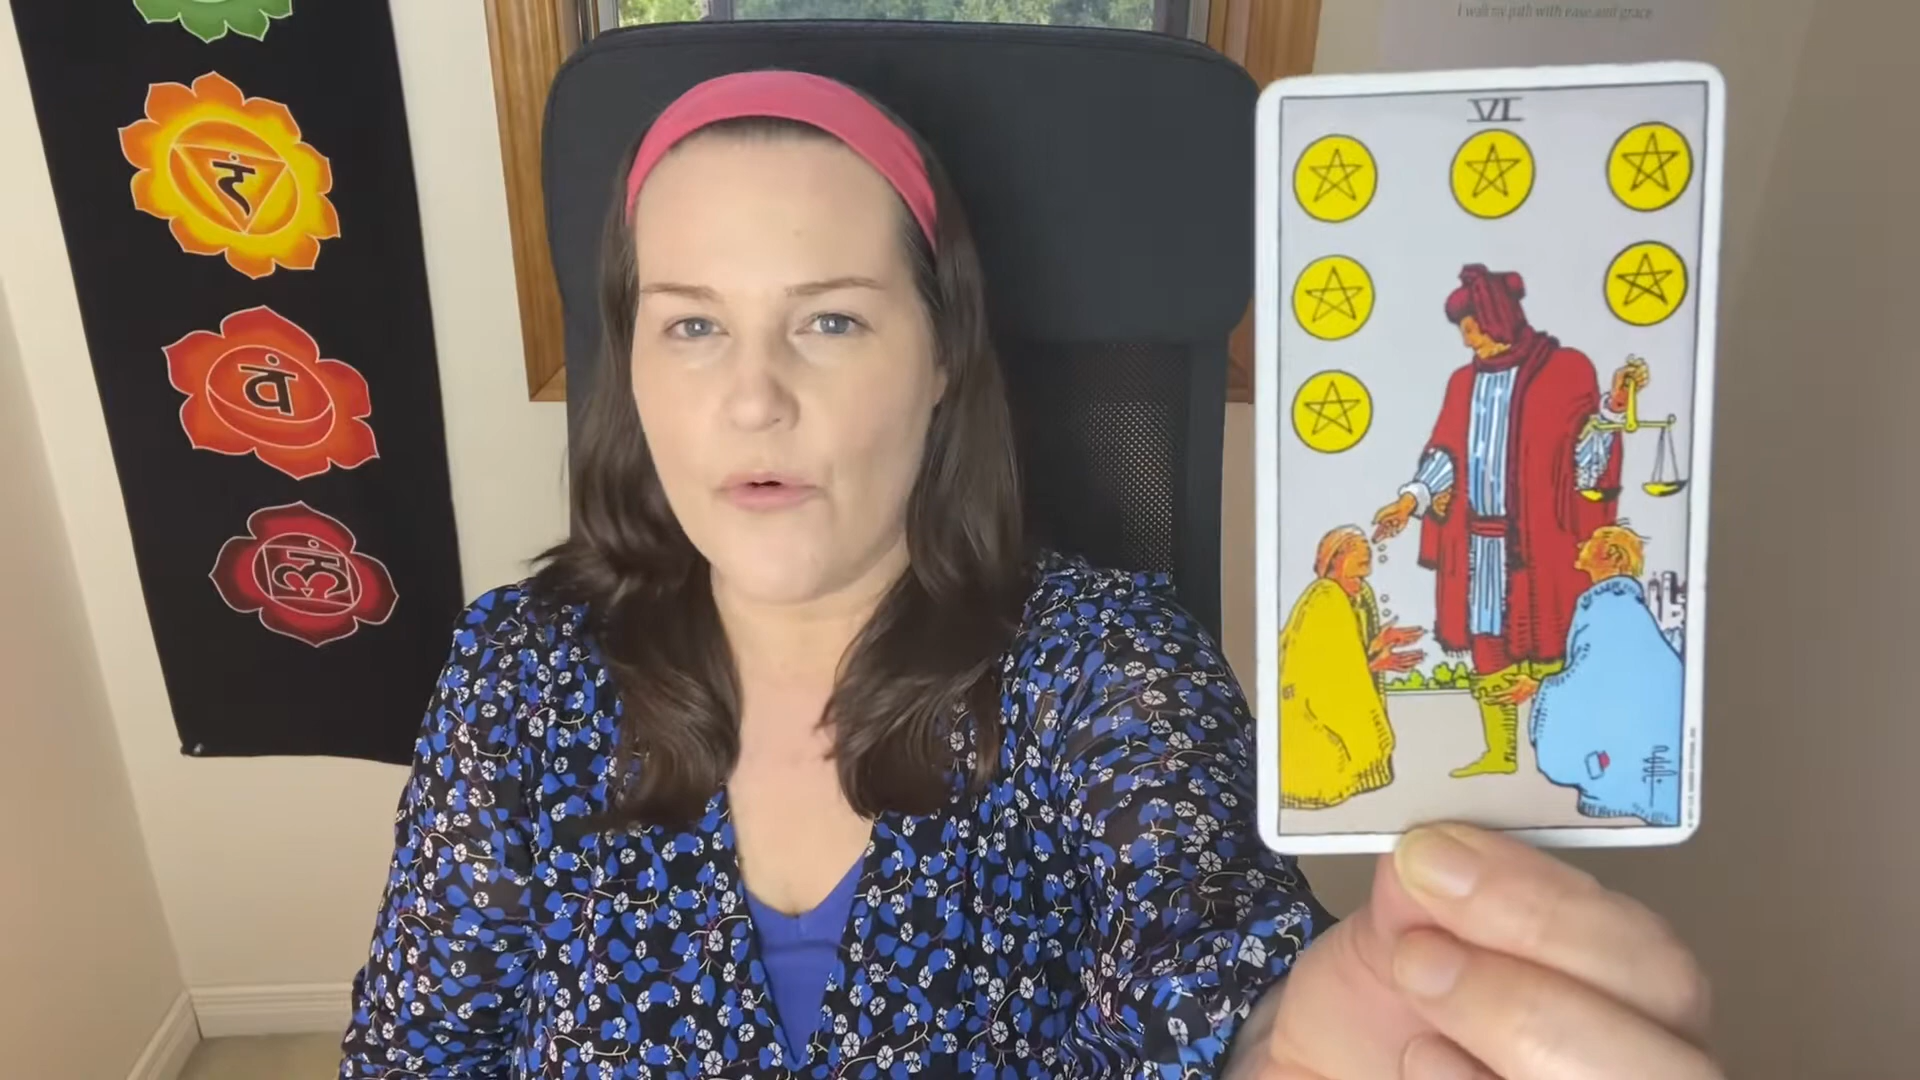 I walk my path with ease and grace
VI
रं
वं
लं